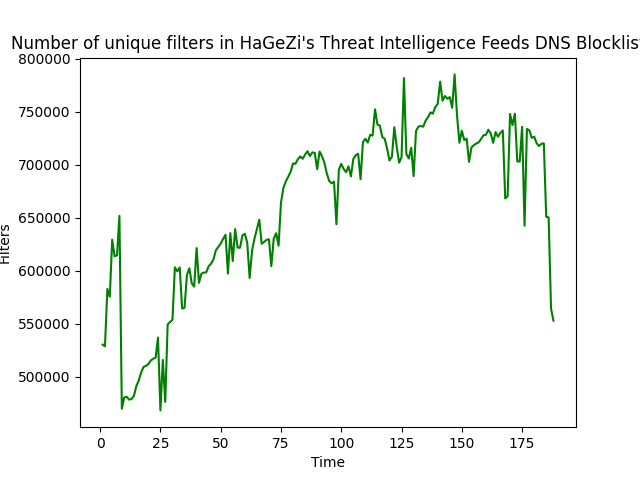 Number of unique filters in HaGeZi's Threat Intelligence Feeds DNS Blocklist
800000
750000
700000
650000
600000
550000
500000
Filters
0 25 50 75 100 125 150 175
Time